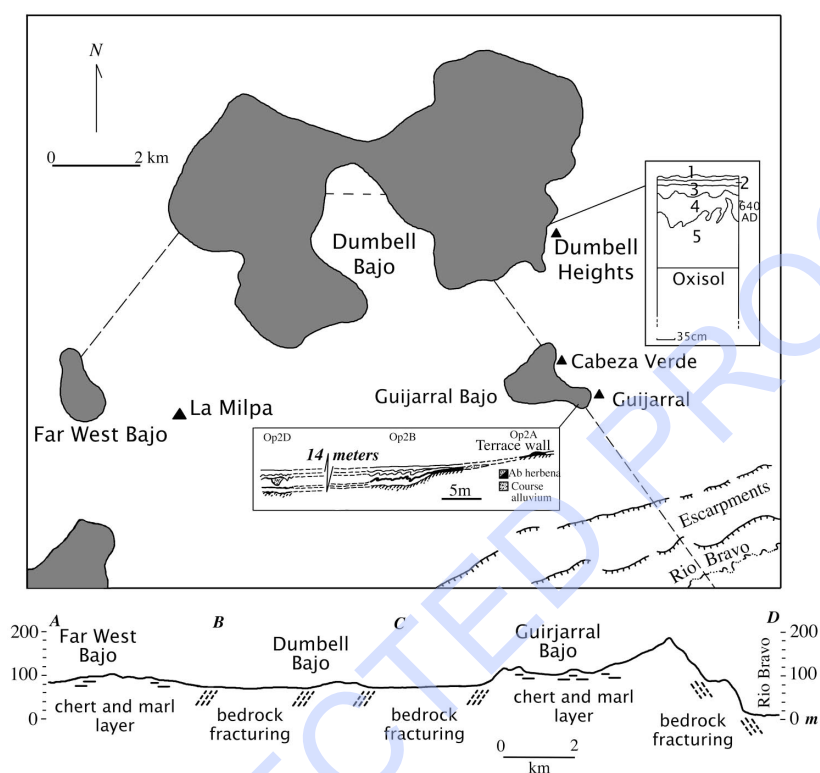 N
0 2 km
Dumbell
Bajo
Dumbell
Heights
1
2
3
4
640
AD
5
Oxisol
35cm
Cabeza Verde
Guijarral Bajo
Guijarral
La Milpa
Far West Bajo
Op2D Op2B Op2A
14 meters
Terrace wall
Ab herbena
Course
alluvium
5m
Escarpments
Rio Bravo
A B C D
200 200
100 100
0 0 m
Far West
Bajo
Dumbell
Bajo
Guirjarral
Bajo
Rio Bravo
chert and marl
layer
bedrock
fracturing
bedrock
fracturing
chert and marl
layer
bedrock
fracturing
0 2
km
ECTED PRO